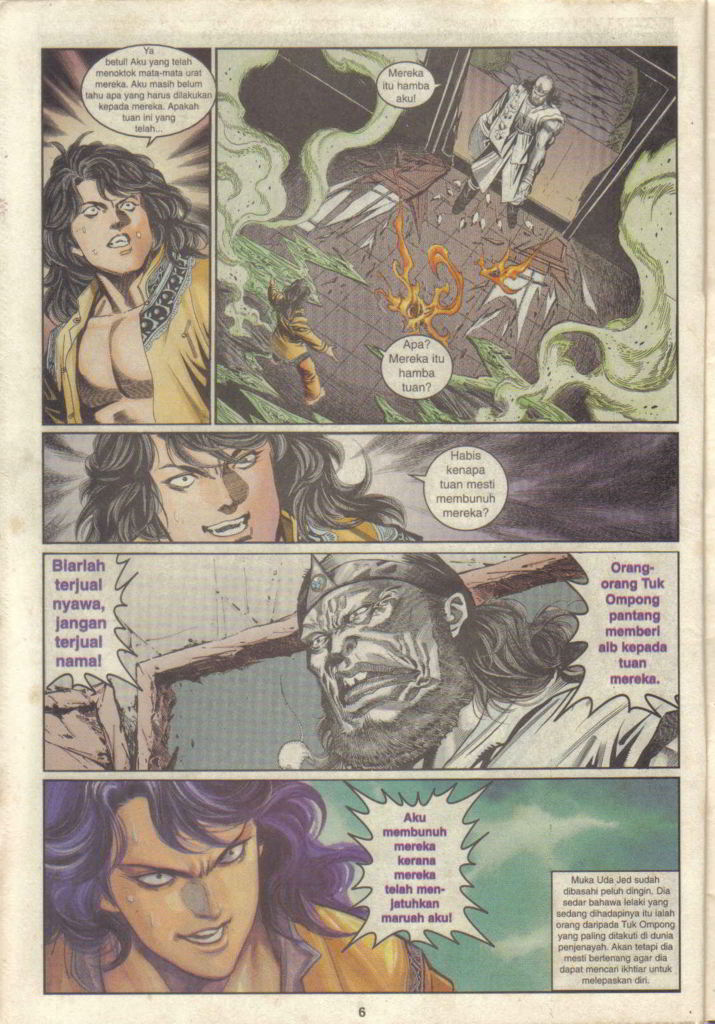 Ya
betul! Aku yang telah
menoktok mata-mata urat
mereka. Aku masih belum
tahu apa yang harus dilakukan
kepada mereka. Apakah
tuan ini yang
telah...
Mereka
itu hamba
aku!
Apa?
Mereka itu
hamba
tuan?
Habis
kenapa
tuan mesti
membunuh
mereka?
Biarlah
terjual
nyawa,
jangan
terjual
nama!
Orang-
orang Tuk
Ompong
pantang
memberi
aib kepada
tuan
mereka.
Aku
membunuh
mereka
kerana
mereka
telah men-
jatuhkan
maruah aku!
Muka Uda Jed sudah
dibasahi peluh dingin. Dia
sedar bahawa lelaki yang
sedang dihadapinya itu ialah
orang daripada Tuk Ompong
yang paling ditakuti di dunia
penjenayah. Akan tetapi dia
mesti bertenang agar dia
dapat mencari ikhtiar untuk
melepaskan diri.
6